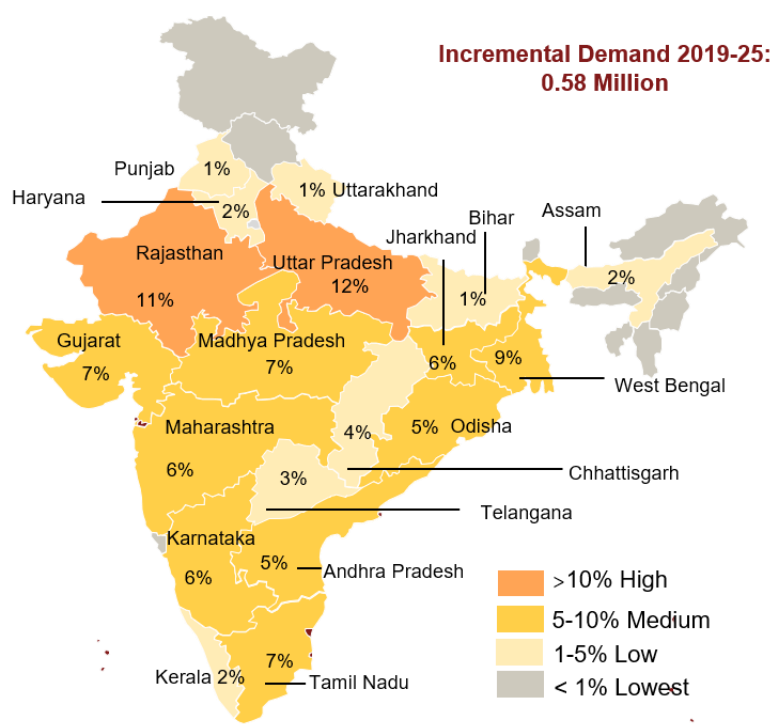 Incremental Demand 2019-25:
0.58 Million
Punjab
1%
Haryana
2%
1%
Uttarakhand
Bihar
Assam
Jharkhand
Rajasthan
Uttar Pradesh
11%
12%
1%
2%
Gujarat
7%
Madhya Pradesh
7%
6%
9%
West Bengal
Maharashtra
6%
4%
5%
Odisha
3%
Chhattisgarh
Telangana
Karnataka
6%
5%
Andhra Pradesh
Kerala
2%
7%
Tamil Nadu
>10% High
5-10% Medium
1-5% Low
< 1% Lowest